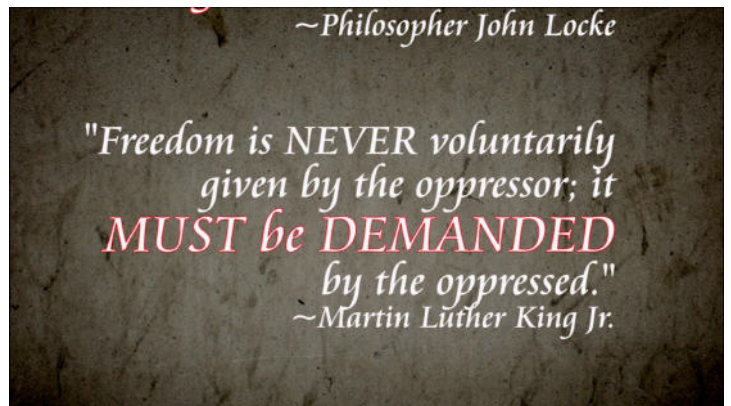 ~Philosopher John Locke
"Freedom is NEVER voluntarily
given by the oppressor; it
MUST be DEMANDED
by the oppressed."
~Martin Luther King Jr.